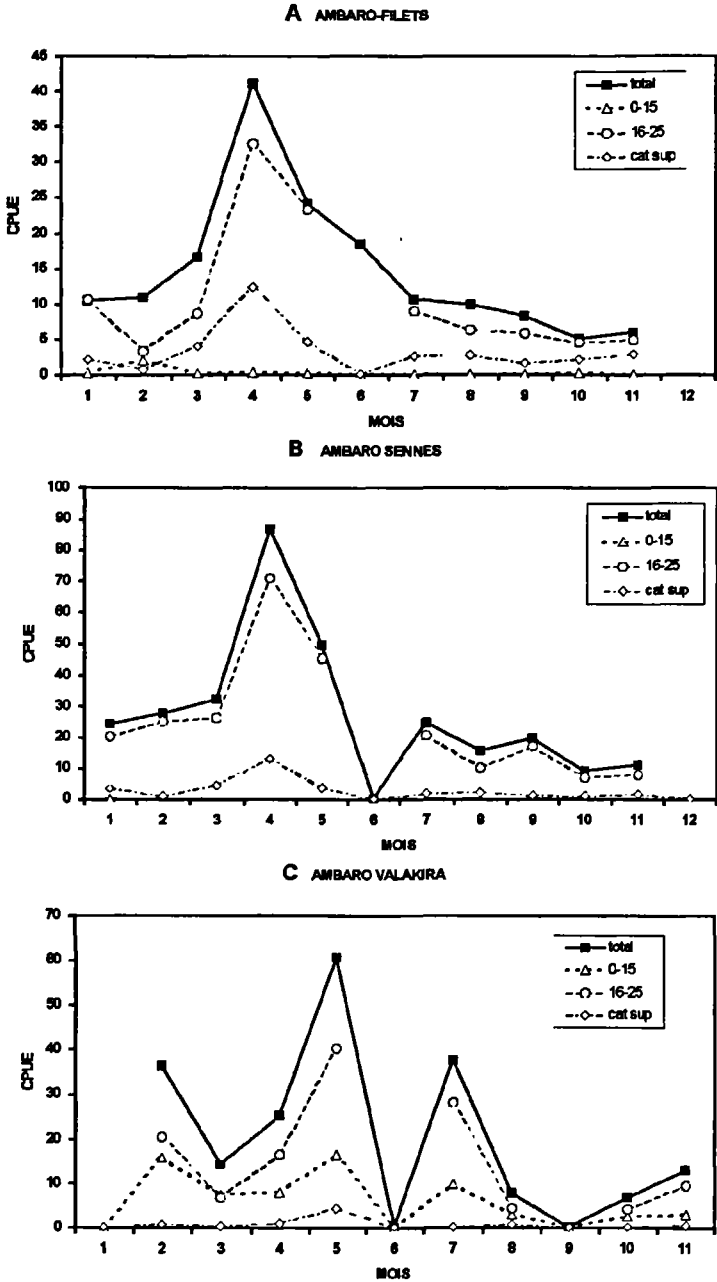 A AMBARO-FILETS
45
40
35
30
25
20
15
10
5
0
CPUE
total
0-15
16-25
cat sup
1 2 3 4 5 6 7 8 9 10 11 12
MOIS
B AMBARO SENNES
100
90
80
70
60
50
40
30
20
10
0
CPUE
total
0-15
16-25
cat sup
1 2 3 4 5 6 7 8 9 10 11 12
MOIS
C AMBARO VALAKIRA
70
60
50
40
30
20
10
0
CPUE
total
0-15
16-25
cat sup
1 2 3 4 5 6 7 8 9 10 11
MOIS